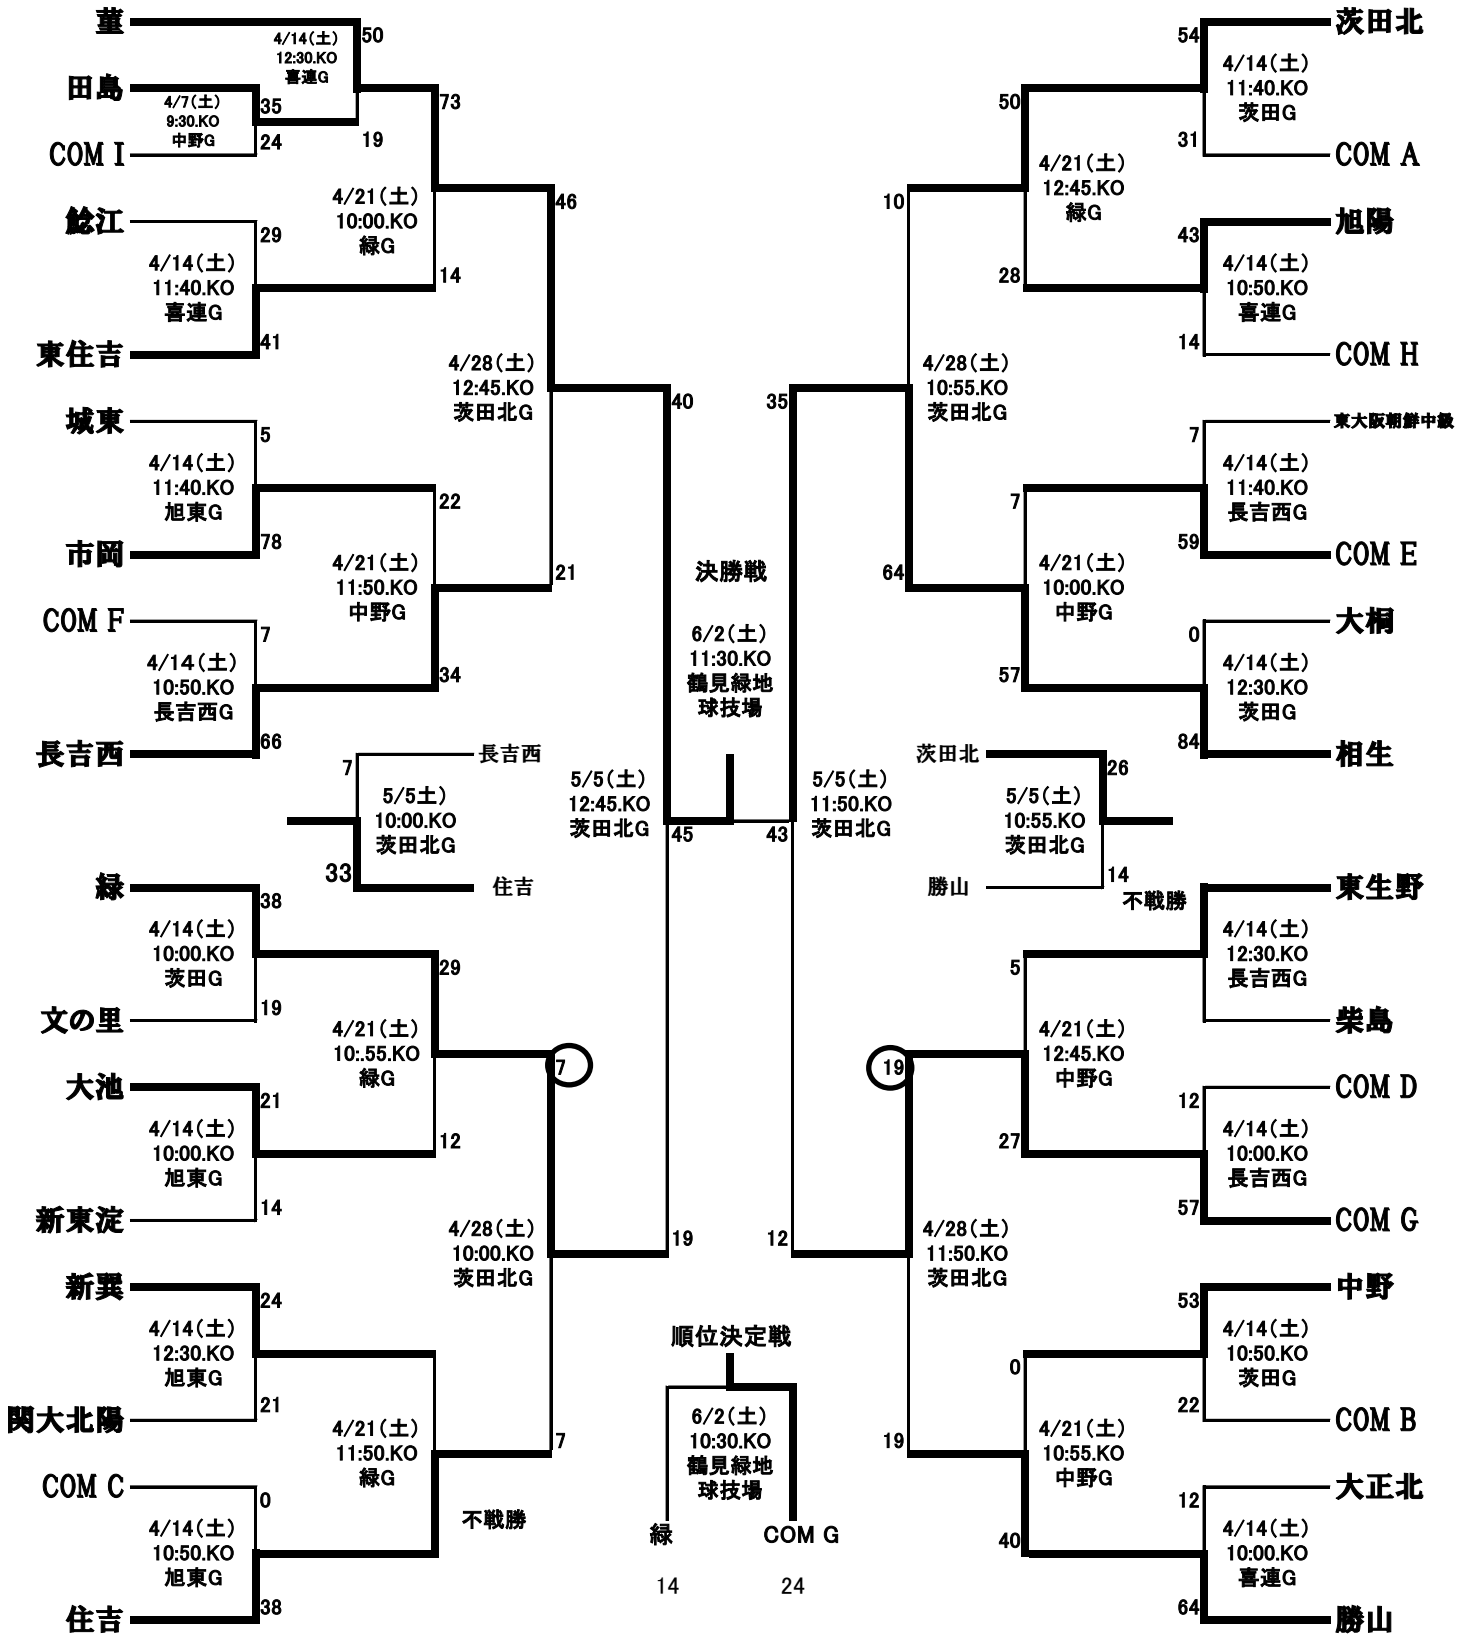 菫
4/14(土)
12:30.KO
喜連G
50
田島
4/7(土)
9:30.KO
中野G
35
24
19
COM I
73
4/21(土)
10:00.KO
緑G
14
鯰江
29
4/14(土)
11:40.KO
喜連G
41
東住吉
46
4/28(土)
12:45.KO
茨田北G
21
城東
5
4/14(土)
11:40.KO
旭東G
78
市岡
22
4/21(土)
11:50.KO
中野G
34
COM F
7
4/14(土)
10:50.KO
長吉西G
66
長吉西
40
5/5(土)
12:45.KO
茨田北G
45
19
7
長吉西
5/5土)
10:00.KO
茨田北G
33
住吉
緑
38
4/14(土)
10:00.KO
茨田G
19
文の里
29
4/21(土)
10:.55.KO
緑G
12
大池
21
4/14(土)
10:00.KO
旭東G
14
新東淀
7
4/28(土)
10:00.KO
茨田北G
7
新巽
24
4/14(土)
12:30.KO
旭東G
21
関大北陽
4/21(土)
11:50.KO
緑G
不戦勝
COM C
0
4/14(土)
10:50.KO
旭東G
38
住吉
決勝戦
6/2(土)
11:30.KO
鶴見緑地
球技場
順位決定戦
6/2(土)
10:30.KO
鶴見緑地
球技場
緑
COM G
14
24
茨田北
54
4/14(土)
11:40.KO
茨田G
31
COM A
50
4/21(土)
12:45.KO
緑G
28
旭陽
43
4/14(土)
10:50.KO
喜連G
14
COM H
10
4/28(土)
10:55.KO
茨田北G
64
東大阪朝鮮中級
7
4/14(土)
11:40.KO
長吉西G
59
COM E
7
4/21(土)
10:00.KO
中野G
57
大桐
0
4/14(土)
12:30.KO
茨田G
84
相生
35
5/5(土)
11:50.KO
茨田北G
43
12
茨田北
26
5/5(土)
10:55.KO
茨田北G
14
勝山
不戦勝
東生野
4/14(土)
12:30.KO
長吉西G
柴島
5
4/21(土)
12:45.KO
中野G
27
COM D
12
4/14(土)
10:00.KO
長吉西G
57
COM G
19
4/28(土)
11:50.KO
茨田北G
19
中野
53
4/14(土)
10:50.KO
茨田G
22
COM B
0
4/21(土)
10:55.KO
中野G
40
大正北
12
4/14(土)
10:00.KO
喜連G
64
勝山